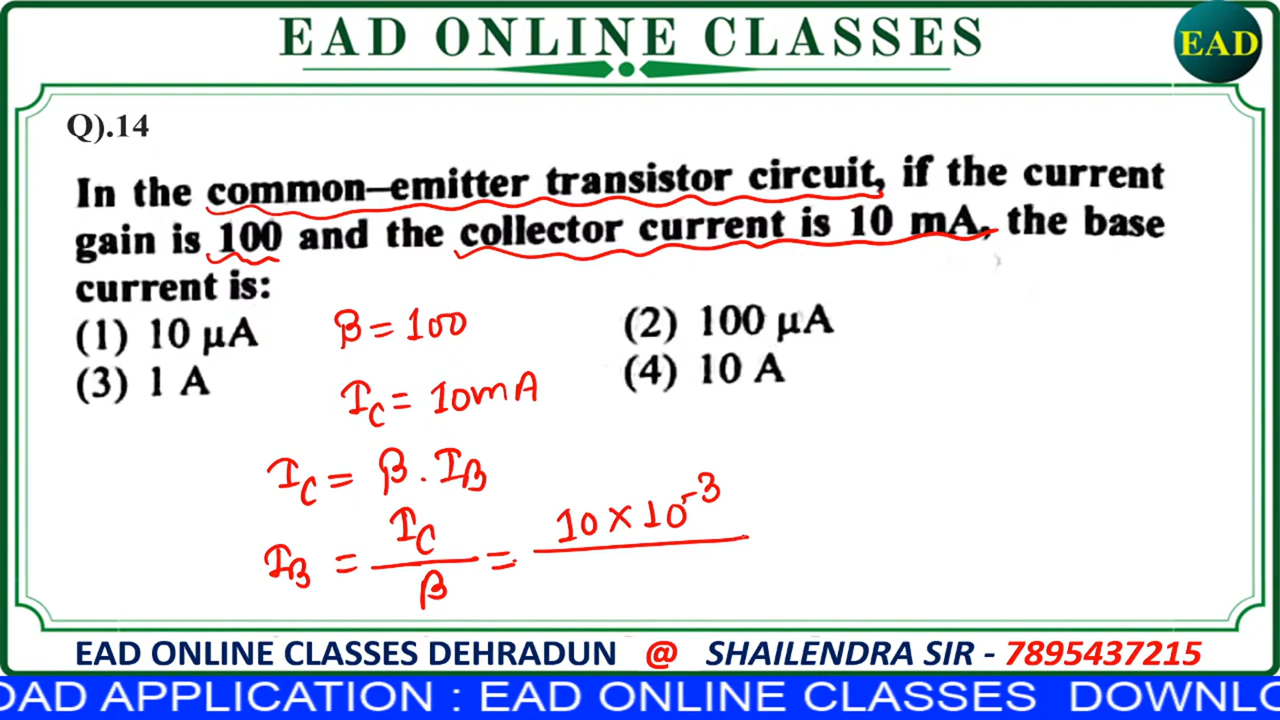 EAD ONLINE CLASSES
EAD
Q).14
In the common–emitter transistor circuit, if the current
gain is 100 and the collector current is 10 mA, the base
current is:
(1) 10 μA
(2) 100 μA
(3) 1 A
(4) 10 A
β = 100
I_C = 10mA
I_C = β . I_B
I_B = I_C / β = 10 × 10^-3
EAD ONLINE CLASSES DEHRADUN @ SHAILENDRA SIR - 7895437215
OAD APPLICATION : EAD ONLINE CLASSES DOWNLO